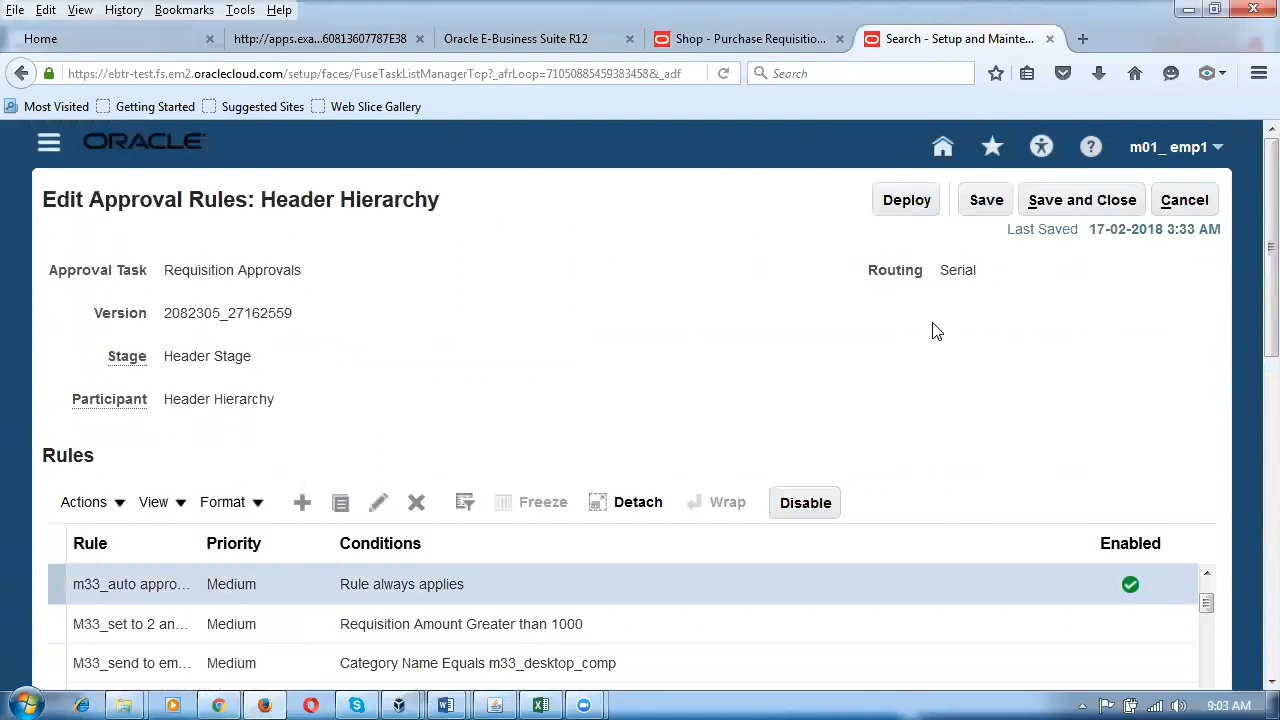 File Edit View History Bookmarks Tools Help
Home × http://apps.exa...60813607787E38 × Oracle E-Business Suite R12 × Shop - Purchase Requisitio... × Search - Setup and Mainte... ×
https://ebtr-test.fs.em2.oraclecloud.com/setup/faces/FuseTaskListManagerTop?_afrLoop=71050885459383458&_adf Search
Most Visited Getting Started Suggested Sites Web Slice Gallery
ORACLE m01_ emp1
Edit Approval Rules: Header Hierarchy Deploy Save Save and Close Cancel
Last Saved 17-02-2018 3:33 AM
Approval Task Requisition Approvals Routing Serial
Version 2082305_27162559
Stage Header Stage
Participant Header Hierarchy
Rules
Actions View Format Freeze Detach Wrap Disable
Rule Priority Conditions Enabled
m33_auto appro... Medium Rule always applies
M33_set to 2 an... Medium Requisition Amount Greater than 1000
M33_send to em... Medium Category Name Equals m33_desktop_comp
9:03 AM